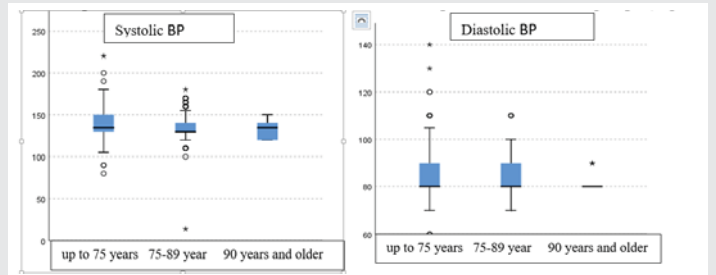 Systolic BP
250
200
150
100
50
0
up to 75 years 75-89 year 90 years and older
Diastolic BP
140
120
100
80
60
up to 75 years 75-89 year 90 years and older